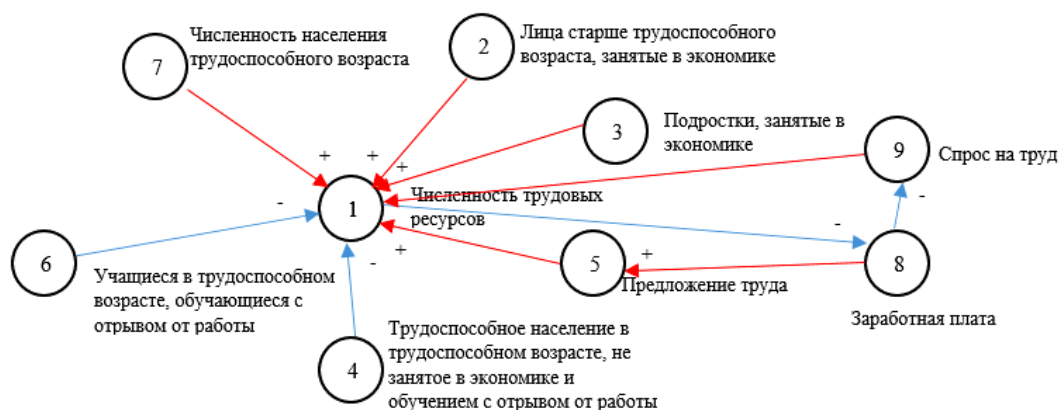 Численность населения
трудоспособного возраста
7
2
Лица старше трудоспособного
возраста, занятые в экономике
3
Подростки, занятые в
экономике
9
Спрос на труд
+
+
+
-
1
Численность трудовых
ресурсов
-
-
6
Учащиеся в трудоспособном
возрасте, обучающиеся с
отрывом от работы
-
+
5
+
Предложение труда
8
Заработная плата
4
Трудоспособное население в
трудоспособном возрасте, не
занятое в экономике и
обучением с отрывом от работы